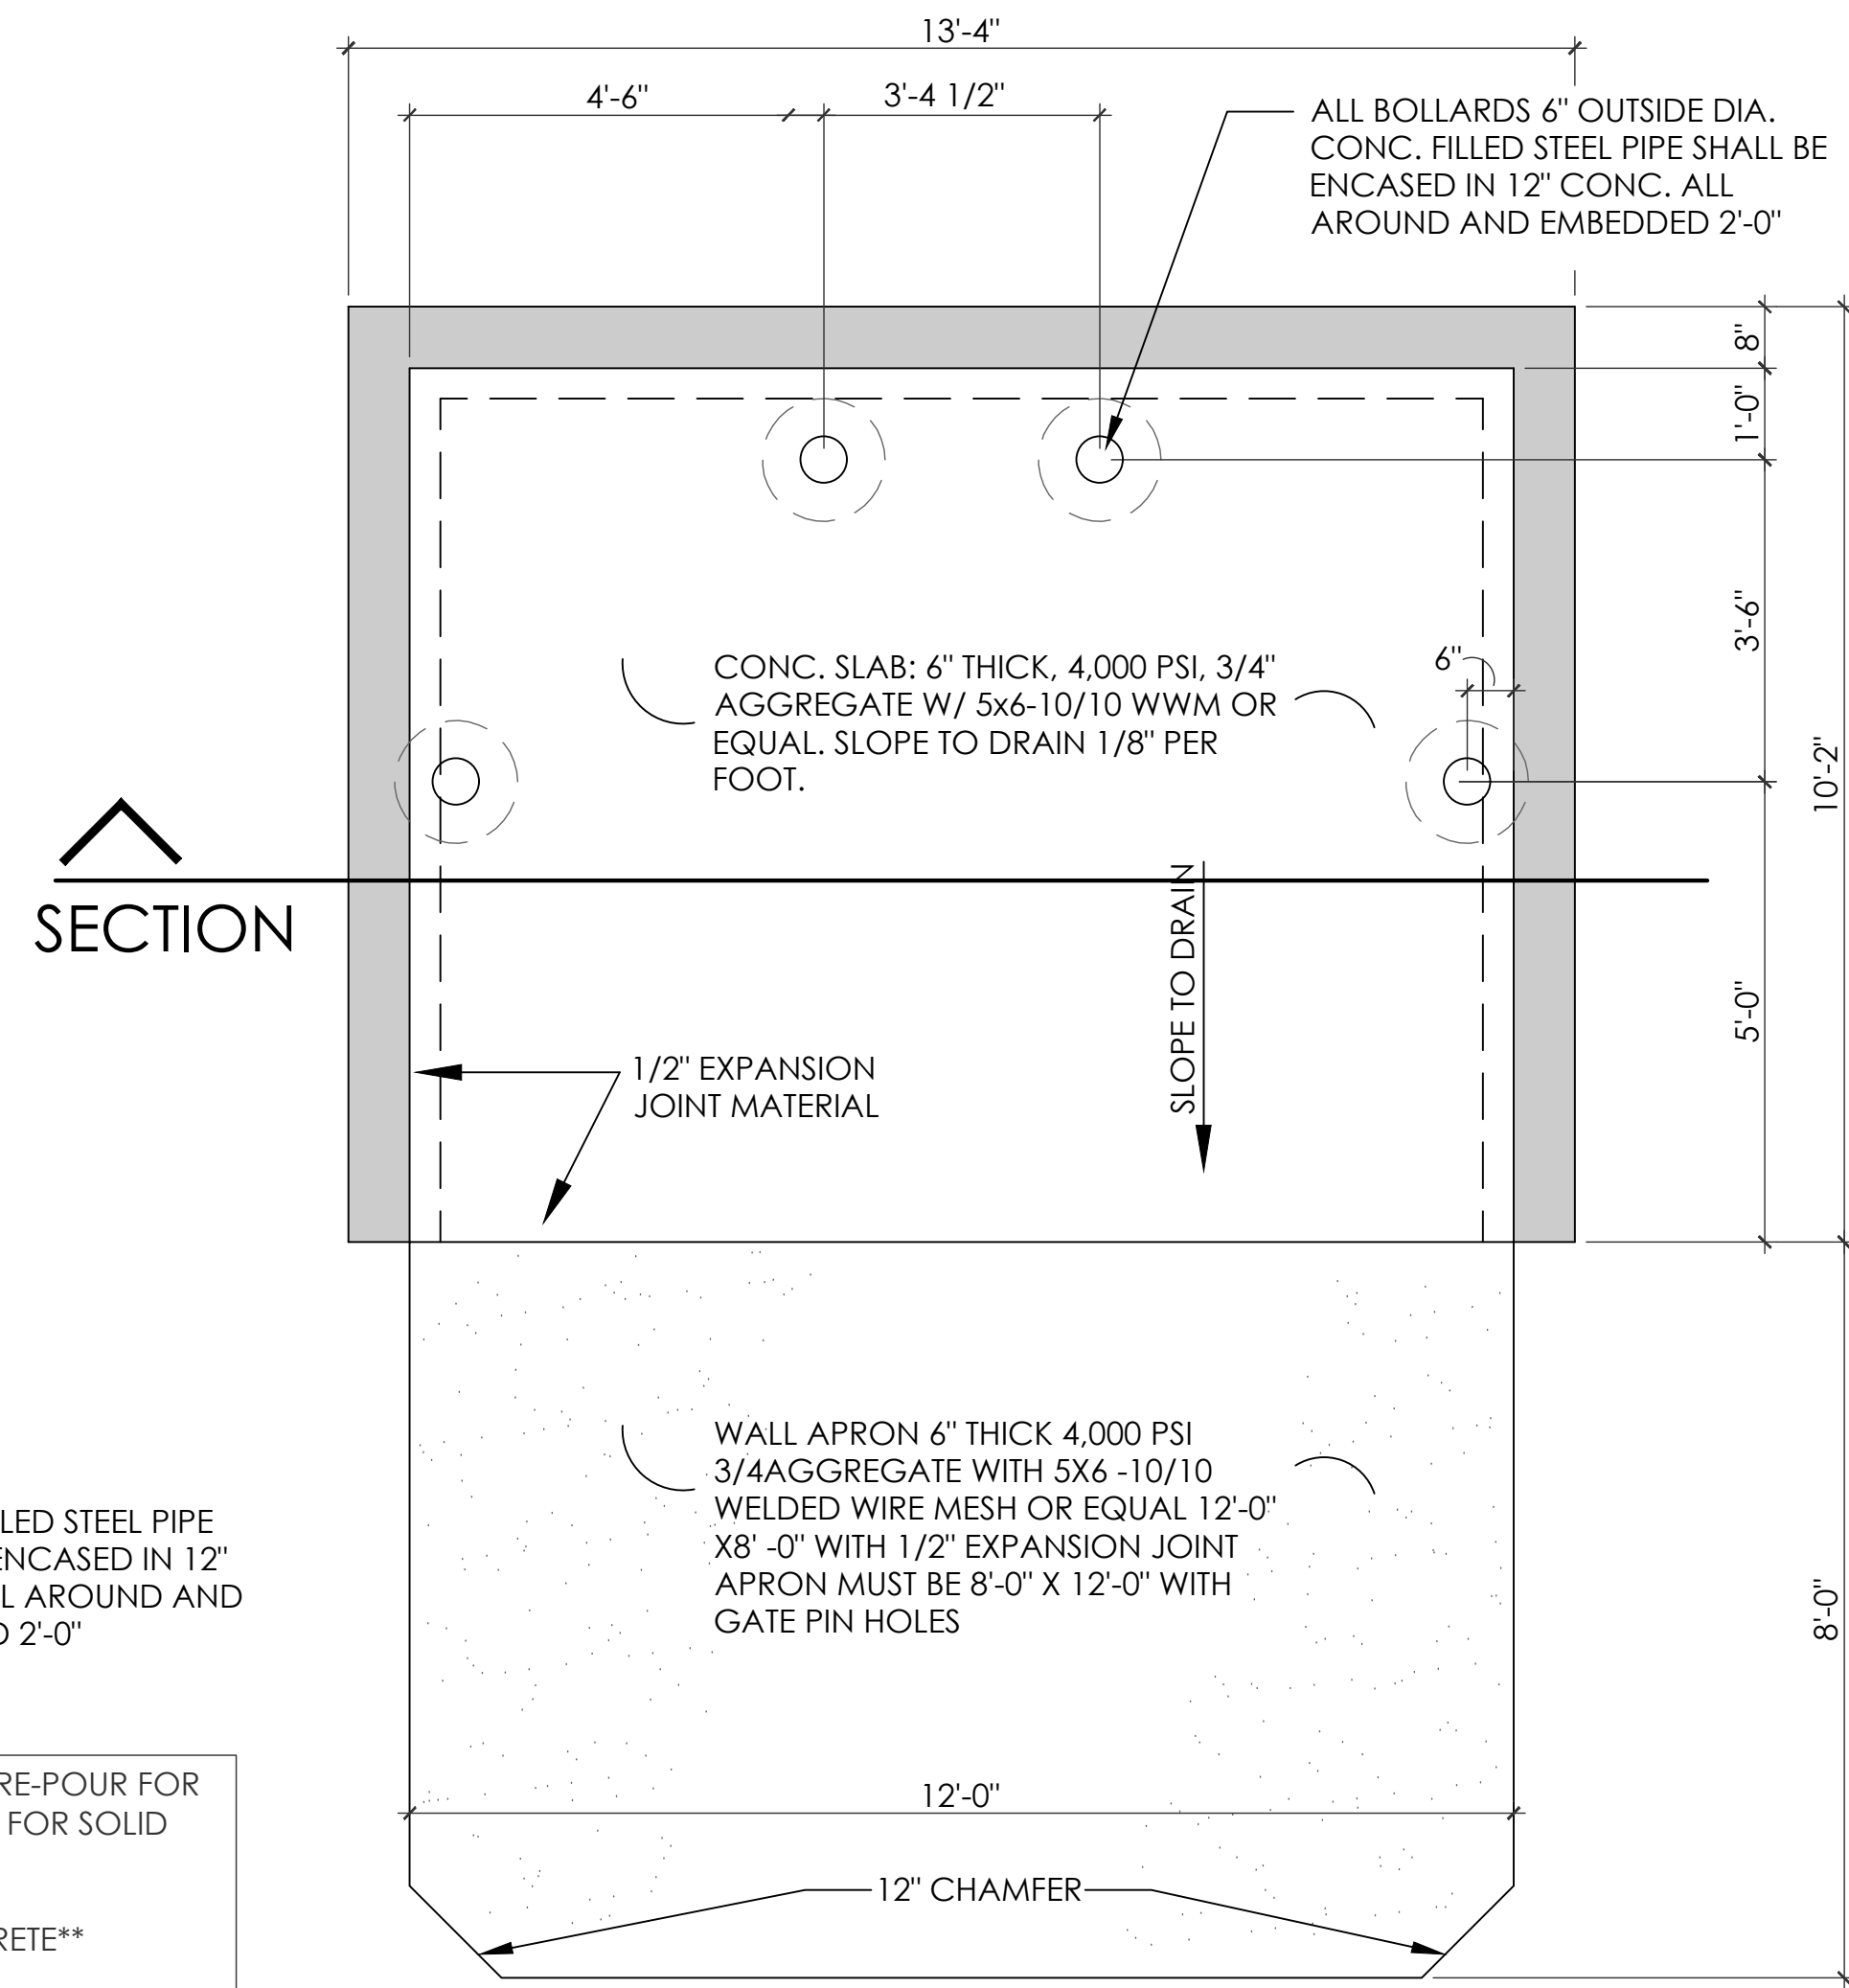 13'-4"
4'-6"
3'-4 1/2"
ALL BOLLARDS 6" OUTSIDE DIA.
CONC. FILLED STEEL PIPE SHALL BE
ENCASED IN 12" CONC. ALL
AROUND AND EMBEDDED 2'-0"
8"
1'-0"
3'-6"
10'-2"
5'-0"
6"
CONC. SLAB: 6" THICK, 4,000 PSI, 3/4"
AGGREGATE W/ 5x6-10/10 WWM OR
EQUAL. SLOPE TO DRAIN 1/8" PER
FOOT.
SECTION
SLOPE TO DRAIN
1/2" EXPANSION
JOINT MATERIAL
WALL APRON 6" THICK 4,000 PSI
3/4AGGREGATE WITH 5X6 -10/10
WELDED WIRE MESH OR EQUAL 12'-0"
X8' -0" WITH 1/2" EXPANSION JOINT
APRON MUST BE 8'-0" X 12'-0" WITH
GATE PIN HOLES
LED STEEL PIPE
ENCASED IN 12"
L AROUND AND
D 2'-0"
8'-0"
RE-POUR FOR
FOR SOLID
RETE**
12'-0"
12" CHAMFER